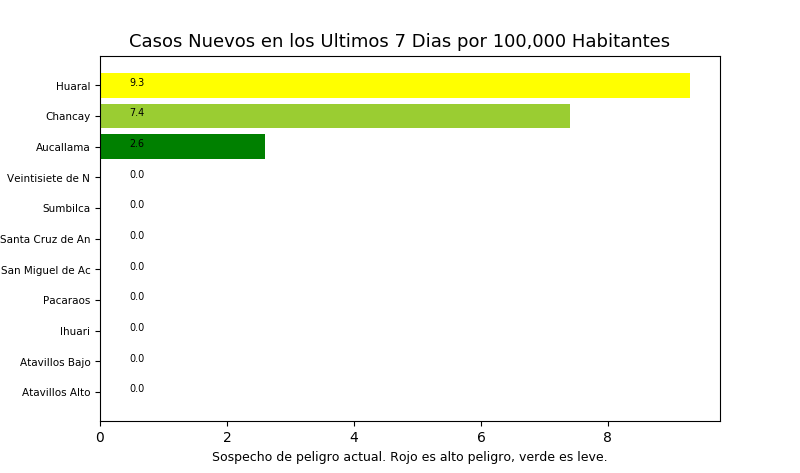 Casos Nuevos en los Ultimos 7 Dias por 100,000 Habitantes
Huaral 9.3
Chancay 7.4
Aucallama 2.6
Veintisiete de N 0.0
Sumbilca 0.0
Santa Cruz de An 0.0
San Miguel de Ac 0.0
Pacaraos 0.0
Ihuari 0.0
Atavillos Bajo 0.0
Atavillos Alto 0.0
0 2 4 6 8
Sospecho de peligro actual. Rojo es alto peligro, verde es leve.